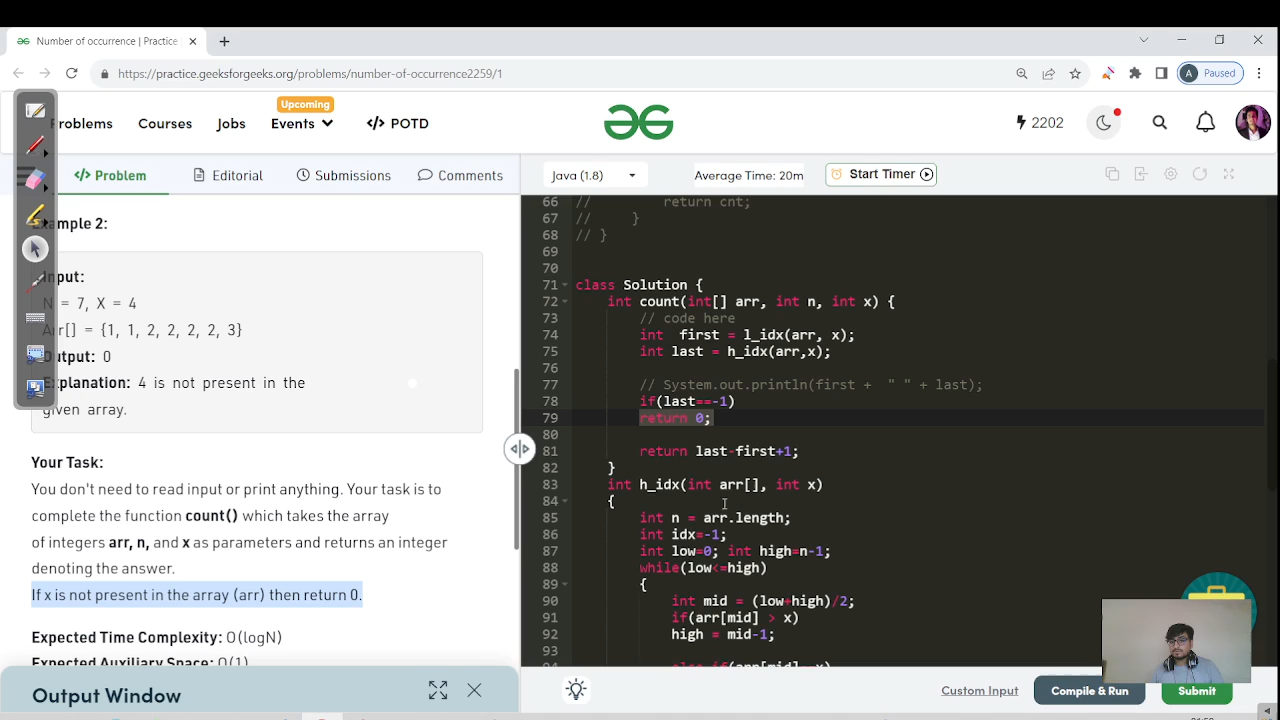 Number of occurrence | Practice
https://practice.geeksforgeeks.org/problems/number-of-occurrence2259/1
A Paused
Upcoming
Problems Courses Jobs Events </> POTD
2202
</> Problem Editorial Submissions Comments
Java (1.8) Average Time: 20m Start Timer
Example 2:
Input:
N = 7, X = 4
Arr[] = {1, 1, 2, 2, 2, 2, 3}
Output: 0
Explanation: 4 is not present in the
given array.
Your Task:
You don't need to read input or print anything. Your task is to
complete the function count() which takes the array
of integers arr, n, and x as parameters and returns an integer
denoting the answer.
If x is not present in the array (arr) then return 0.
Expected Time Complexity: O(logN)
Expected Auxiliary Space: O(1)
Output Window
66 // return cnt;
67 // }
68 // }
69
70
71 class Solution {
72 int count(int[] arr, int n, int x) {
73 // code here
74 int first = l_idx(arr, x);
75 int last = h_idx(arr,x);
76
77 // System.out.println(first + " " + last);
78 if(last==-1)
79 return 0;
80
81 return last-first+1;
82 }
83 int h_idx(int arr[], int x)
84 {
85 int n = arr.length;
86 int idx=-1;
87 int low=0; int high=n-1;
88 while(low<=high)
89 {
90 int mid = (low+high)/2;
91 if(arr[mid] > x)
92 high = mid-1;
93
94 else if(arr[mid] x)
Custom Input Compile & Run Submit